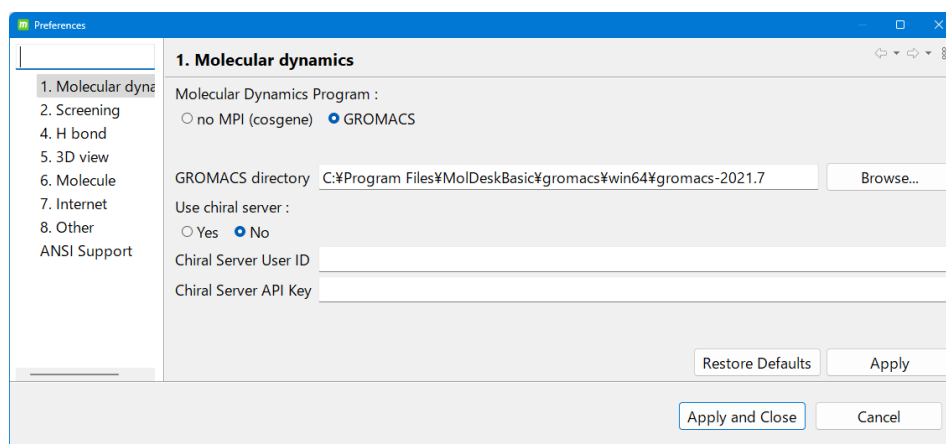 Preferences
1. Molecular dyna
2. Screening
4. H bond
5. 3D view
6. Molecule
7. Internet
8. Other
ANSI Support
1. Molecular dynamics
Molecular Dynamics Program :
no MPI (cosgene) GROMACS
GROMACS directory C:¥Program Files¥MolDeskBasic¥gromacs¥win64¥gromacs-2021.7 Browse...
Use chiral server :
Yes No
Chiral Server User ID
Chiral Server API Key
Restore Defaults Apply
Apply and Close Cancel